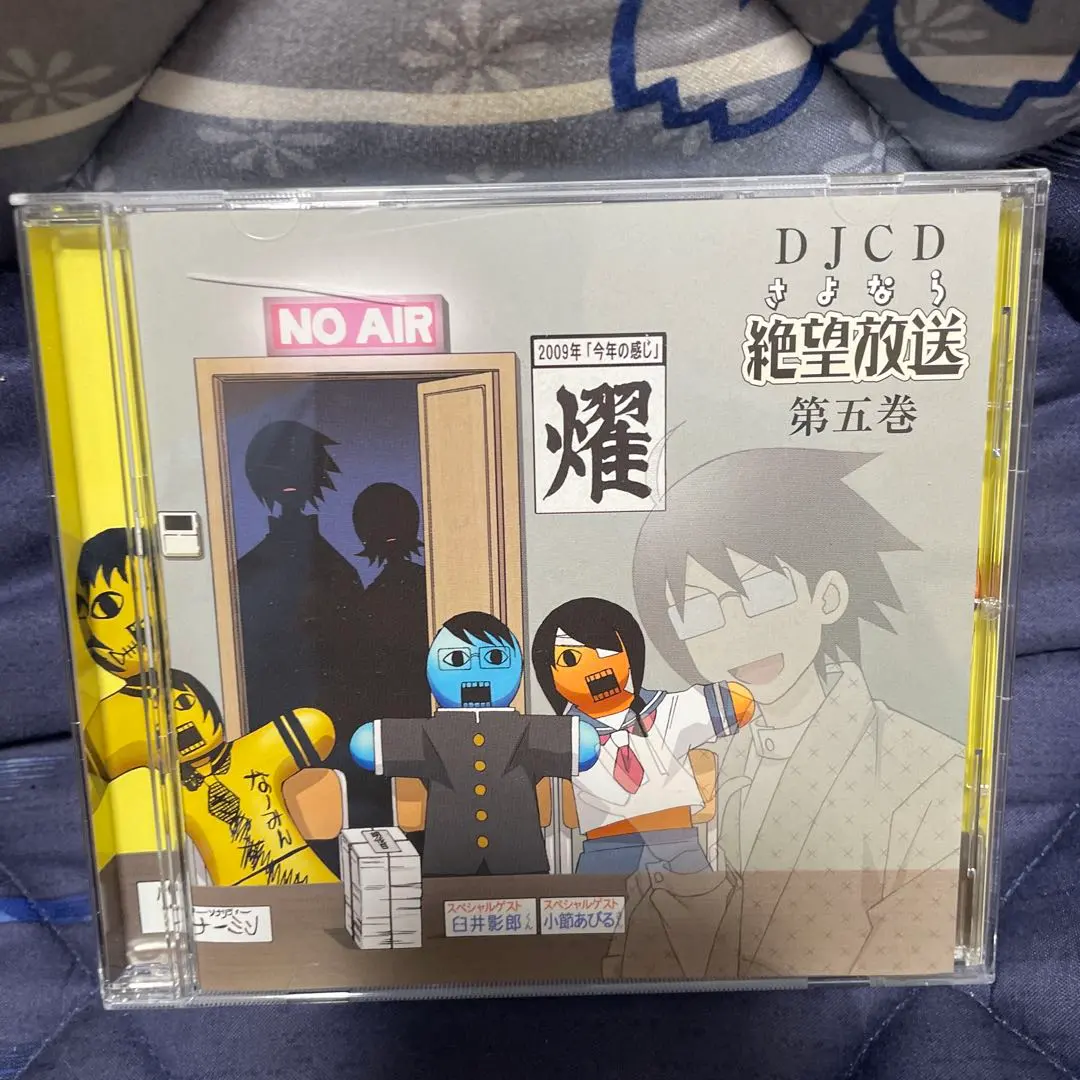 DJCD
さよなら
絶望放送
第五巻
NO AIR
2009年「今年の感じ」
燿
スペシャルゲスト
臼井影郎くん
スペシャルゲスト
小節あびる